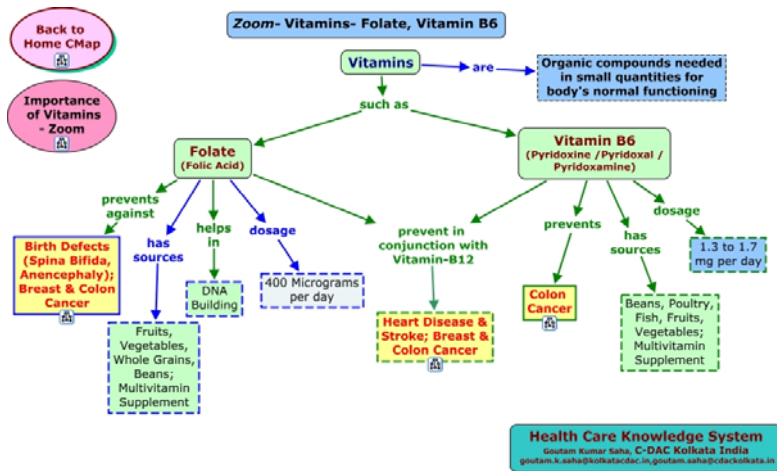 Back to
Home CMap
Zoom- Vitamins- Folate, Vitamin B6
Importance
of Vitamins
- Zoom
Vitamins
are
Organic compounds needed
in small quantities for
body's normal functioning
such as
Folate
(Folic Acid)
Vitamin B6
(Pyridoxine /Pyridoxal /
Pyridoxamine)
prevents
against
has
sources
helps
in
dosage
prevent in
conjunction with
Vitamin-B12
prevents
has
sources
dosage
Birth Defects
(Spina Bifida,
Anencephaly);
Breast & Colon
Cancer
Fruits,
Vegetables,
Whole Grains,
Beans;
Multivitamin
Supplement
DNA
Building
400 Micrograms
per day
Heart Disease &
Stroke; Breast &
Colon Cancer
Colon
Cancer
Beans, Poultry,
Fish, Fruits,
Vegetables;
Multivitamin
Supplement
1.3 to 1.7
mg per day
Health Care Knowledge System
Goutam Kumar Saha, C-DAC Kolkata India
goutam.k.saha@kolkatacdac.in,goutam.saha@cdackolkata.in